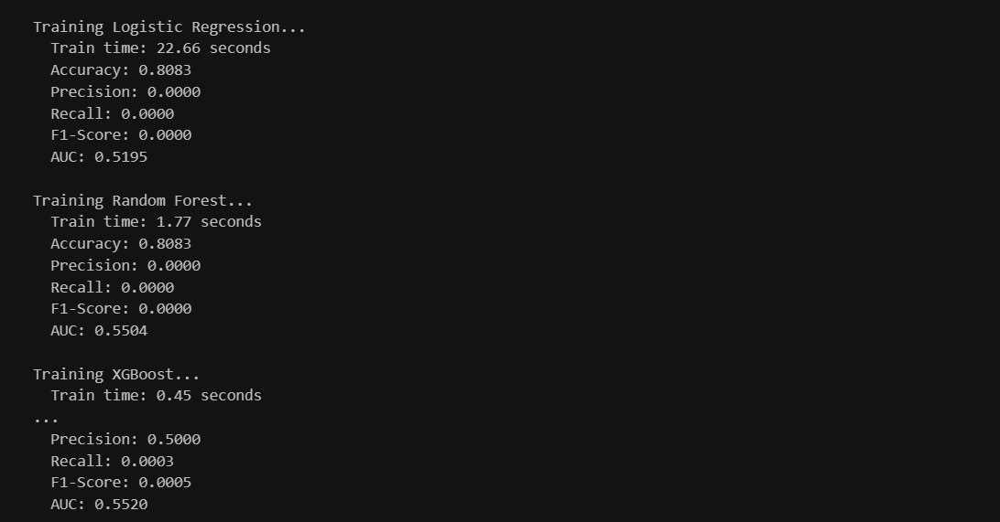 Training Logistic Regression...
Train time: 22.66 seconds
Accuracy: 0.8083
Precision: 0.0000
Recall: 0.0000
F1-Score: 0.0000
AUC: 0.5195
Training Random Forest...
Train time: 1.77 seconds
Accuracy: 0.8083
Precision: 0.0000
Recall: 0.0000
F1-Score: 0.0000
AUC: 0.5504
Training XGBoost...
Train time: 0.45 seconds
...
Precision: 0.5000
Recall: 0.0003
F1-Score: 0.0005
AUC: 0.5520